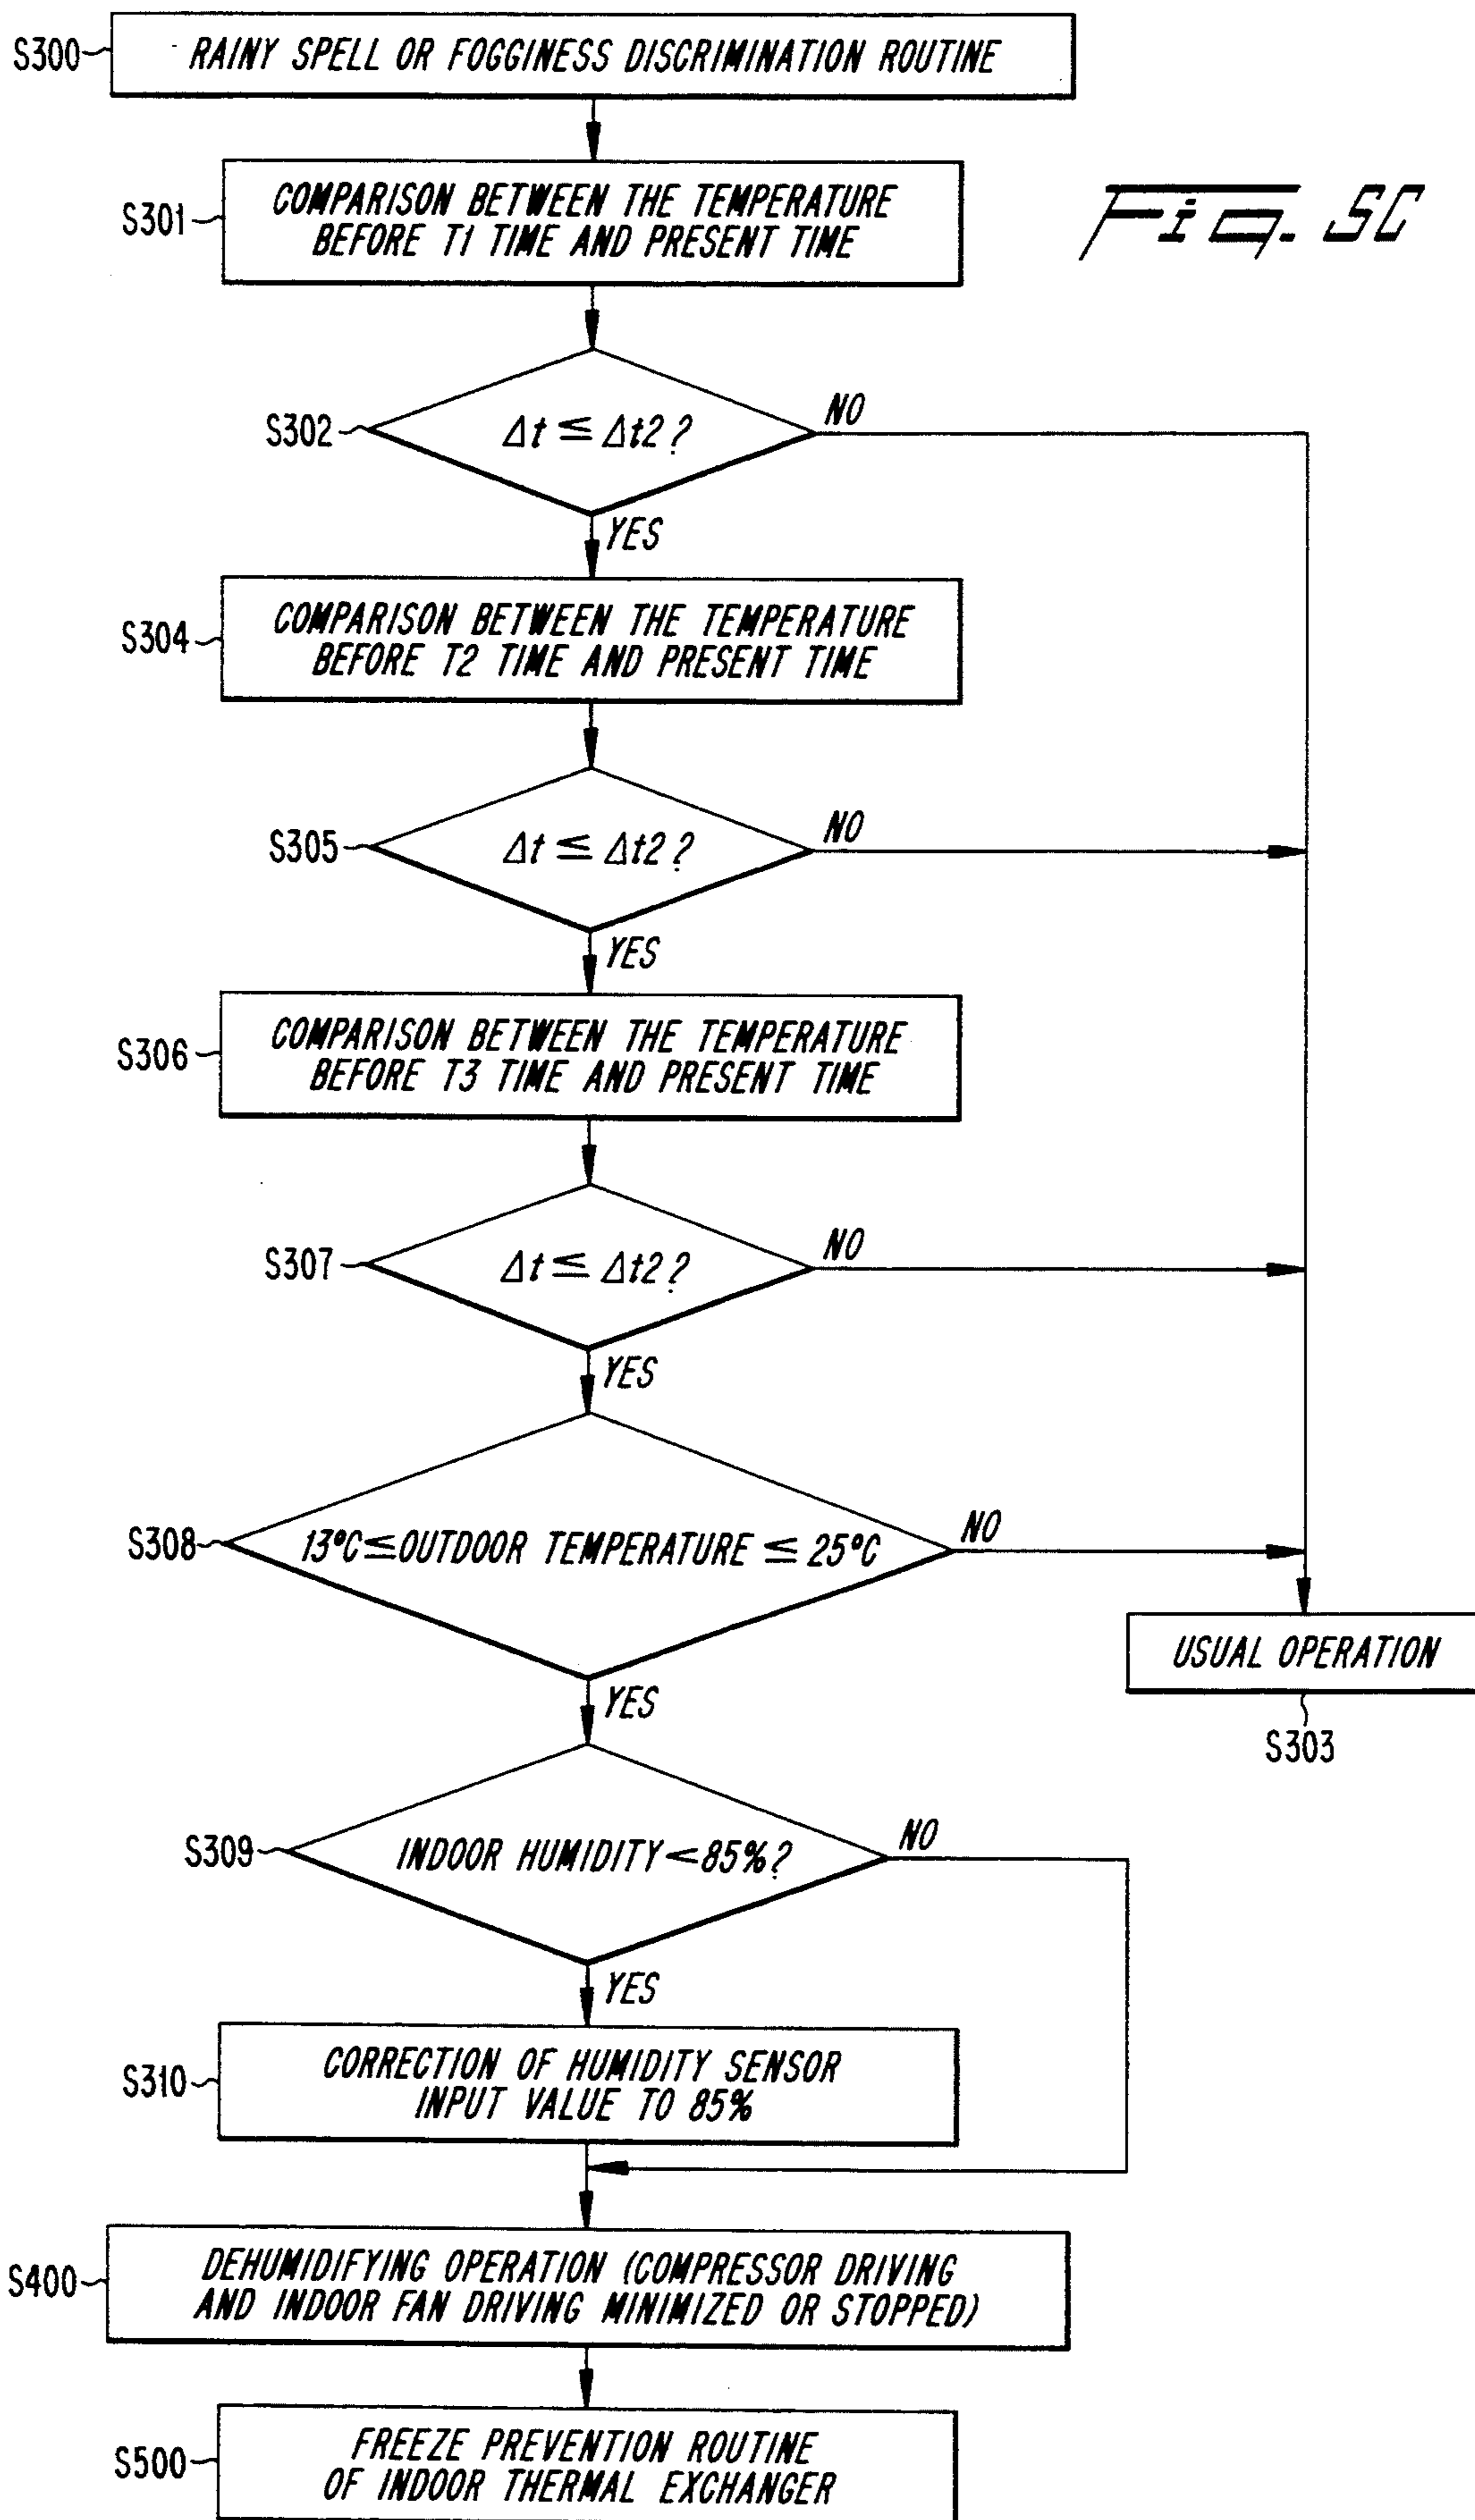 S300
RAINY SPELL OR FOGGINESS DISCRIMINATION ROUTINE
S301
COMPARISON BETWEEN THE TEMPERATURE
BEFORE T1 TIME AND PRESENT TIME
Fig. 5C
S302
Δt ≤ Δt2?
NO
YES
S304
COMPARISON BETWEEN THE TEMPERATURE
BEFORE T2 TIME AND PRESENT TIME
S305
Δt ≤ Δt2?
NO
YES
S306
COMPARISON BETWEEN THE TEMPERATURE
BEFORE T3 TIME AND PRESENT TIME
S307
Δt ≤ Δt2?
NO
YES
S308
13°C≤OUTDOOR TEMPERATURE ≤ 25°C
NO
YES
USUAL OPERATION
S303
S309
INDOOR HUMIDITY<85%?
NO
YES
S310
CORRECTION OF HUMIDITY SENSOR
INPUT VALUE TO 85%
S400
DEHUMIDIFYING OPERATION (COMPRESSOR DRIVING
AND INDOOR FAN DRIVING MINIMIZED OR STOPPED)
S500
FREEZE PREVENTION ROUTINE
OF INDOOR THERMAL EXCHANGER